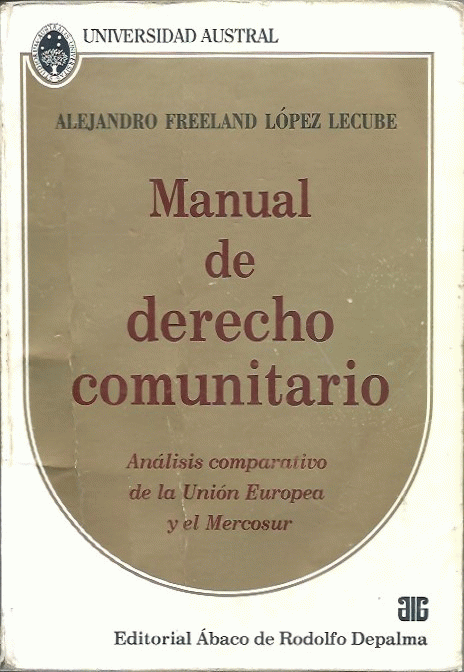 UNIVERSIDAD AUSTRAL
ALEJANDRO FREELAND LÓPEZ LECUBE
Manual
de
derecho
comunitario
Análisis comparativo
de la Unión Europea
y el Mercosur
Editorial Ábaco de Rodolfo Depalma